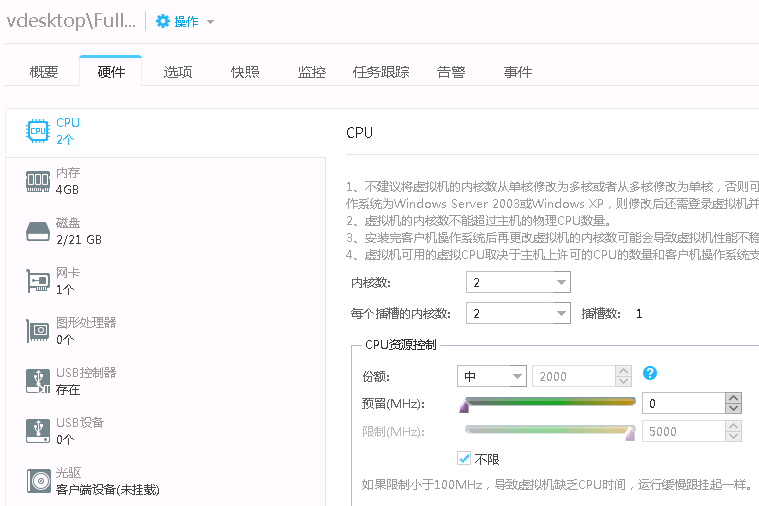 vdesktop\Full...
操作
概要
硬件
选项
快照
监控
任务跟踪
告警
事件
CPU
2个
内存
4GB
磁盘
2/21 GB
网卡
1个
图形处理器
0个
USB控制器
存在
USB设备
0个
光驱
客户端设备(未挂载)
CPU
1、不建议将虚拟机的内核数从单核修改为多核或者从多核修改为单核，否则可
作系统为Windows Server 2003或Windows XP，则修改后还需登录虚拟机并
2、虚拟机的内核数不能超过主机的物理CPU数量。
3、安装完客户机操作系统后再更改虚拟机的内核数可能会导致虚拟机性能不稳
4、虚拟机可用的虚拟CPU取决于主机上许可的CPU的数量和客户机操作系统支
内核数: 2
每个插槽的内核数: 2 插槽数: 1
CPU资源控制
份额: 中 2000
预留(MHz): 0
限制(MHz): 5000
不限
如果限制小于100MHz，导致虚拟机缺乏CPU时间，运行缓慢跟挂起一样。